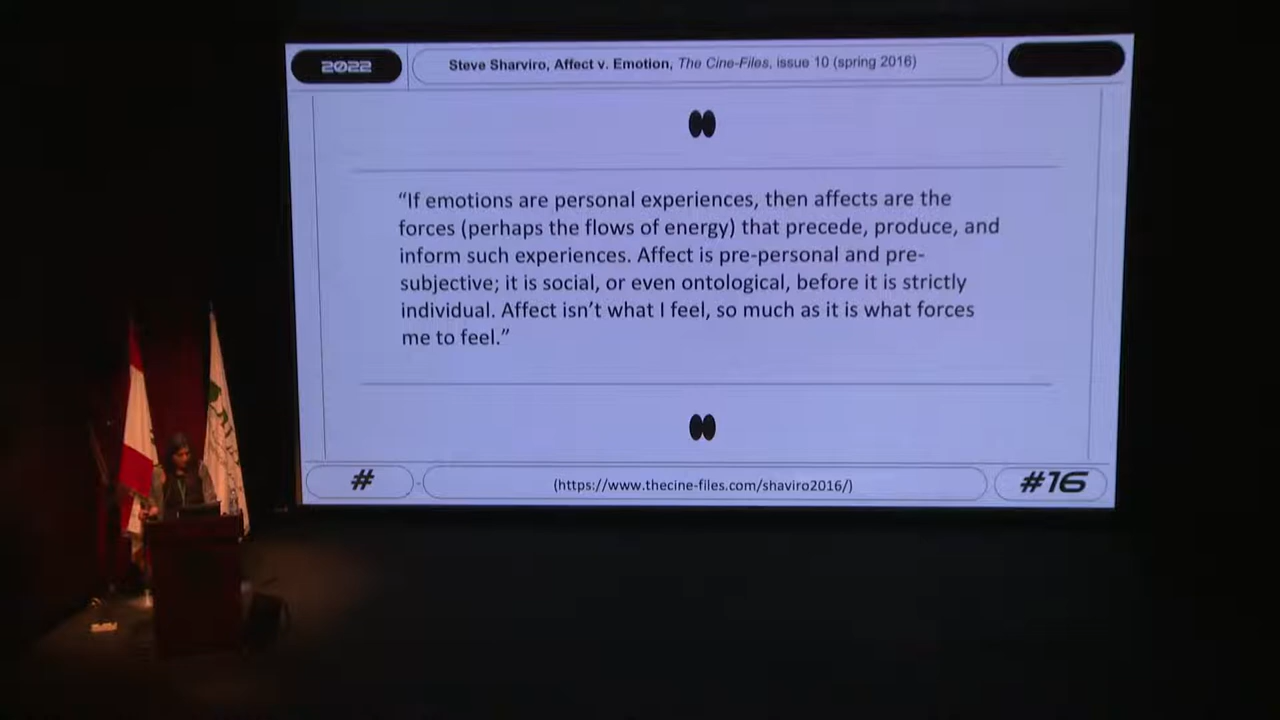 2022
Steve Sharviro, Affect v. Emotion, The Cine-Files, issue 10 (spring 2016)
“If emotions are personal experiences, then affects are the
forces (perhaps the flows of energy) that precede, produce, and
inform such experiences. Affect is pre-personal and pre-
subjective; it is social, or even ontological, before it is strictly
individual. Affect isn’t what I feel, so much as it is what forces
me to feel.”
#
(https://www.thecine-files.com/shaviro2016/)
#16